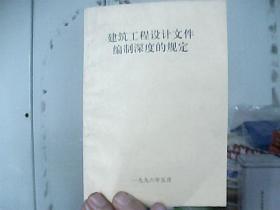 建筑工程设计文件
编制深度的规定
一九九六年五月